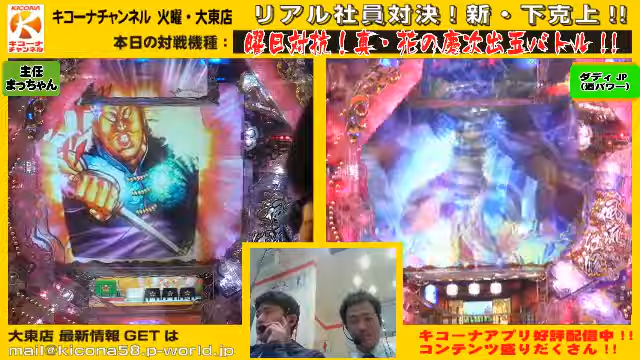 KICONA
キコーナ
チャンネル
キコーナチャンネル 火曜・大東店
リアル社員対決！新・下克上!!
本日の対戦機種：
曜日対抗！真・花の慶次出玉バトル!!
主任
まっちゃん
ダディ JP
(酒パワー)
大東店 最新情報 GET は
mail@kicona58.p-world.jp
キコーナアプリ好評配信中!!
コンテンツ盛りだくさん!!